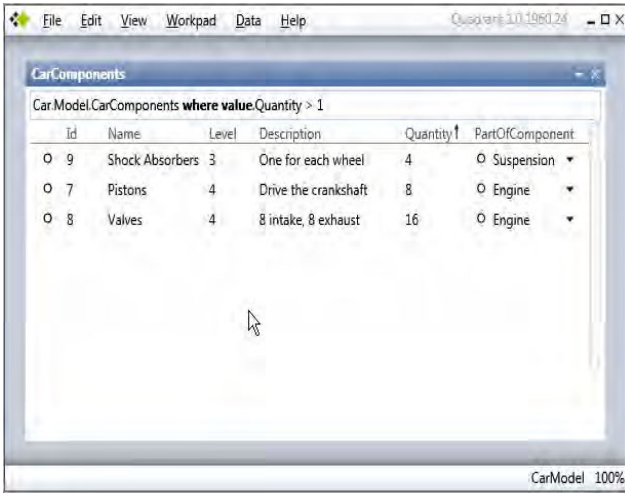 File Edit View Workpad Data Help Quadrant 1.0.1960.24
CarComponents
Car.Model.CarComponents where value.Quantity > 1
Id Name Level Description Quantity PartOfComponent
9 Shock Absorbers 3 One for each wheel 4 Suspension
7 Pistons 4 Drive the crankshaft 8 Engine
8 Valves 4 8 intake, 8 exhaust 16 Engine
CarModel 100%